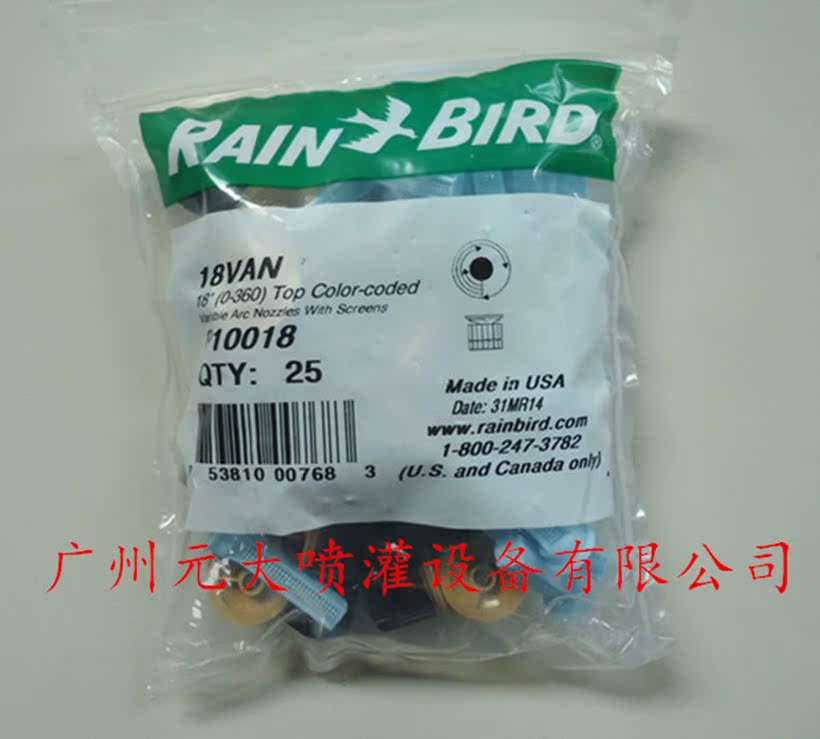 RAIN BIRD®
18VAN
18" (0-360) Top Color-coded
Variable Arc Nozzles With Screens
P10018
QTY: 25
Made in USA
Date: 31MR14
www.rainbird.com
1-800-247-3782
(U.S. and Canada only)
53810 00768 3
广州元大喷灌设备有限公司